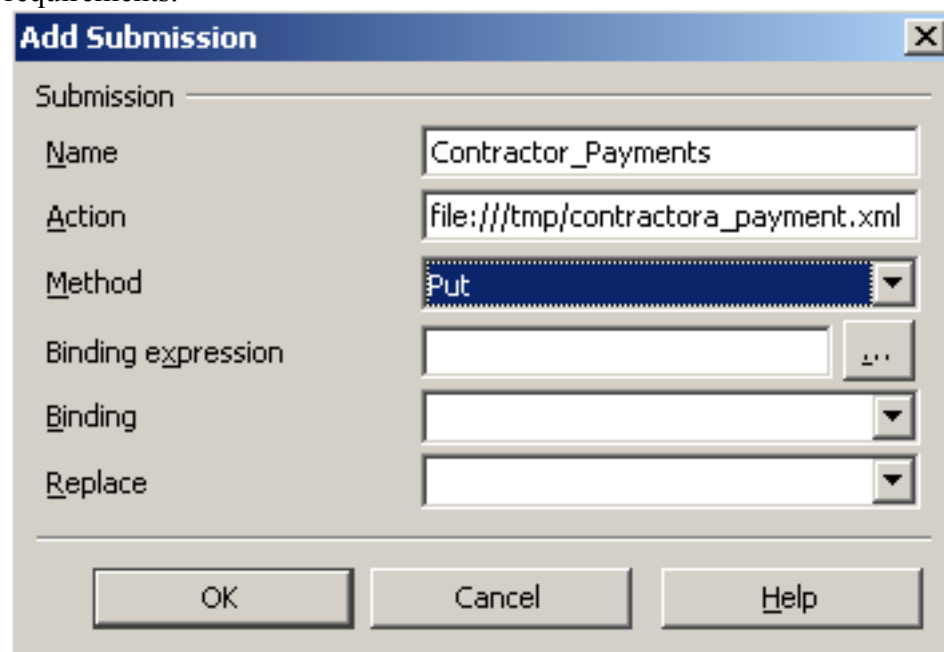 requirements.
Add Submission
Submission
Name Contractor_Payments
Action file:///tmp/contractora_payment.xml
Method Put
Binding expression ...
Binding
Replace
OK Cancel Help